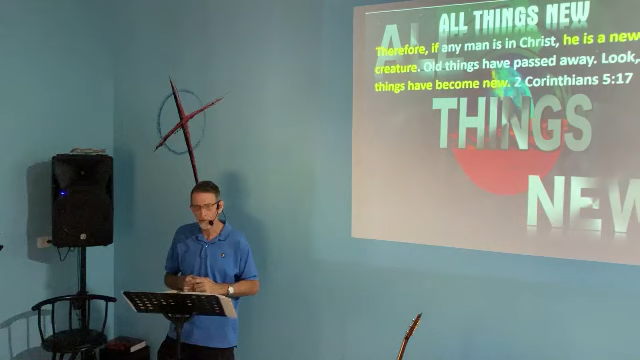 ALL THINGS NEW
Therefore, if any man is in Christ, he is a new
creature. Old things have passed away. Look,
things have become new. 2 Corinthians 5:17
ALL
THINGS
NEW